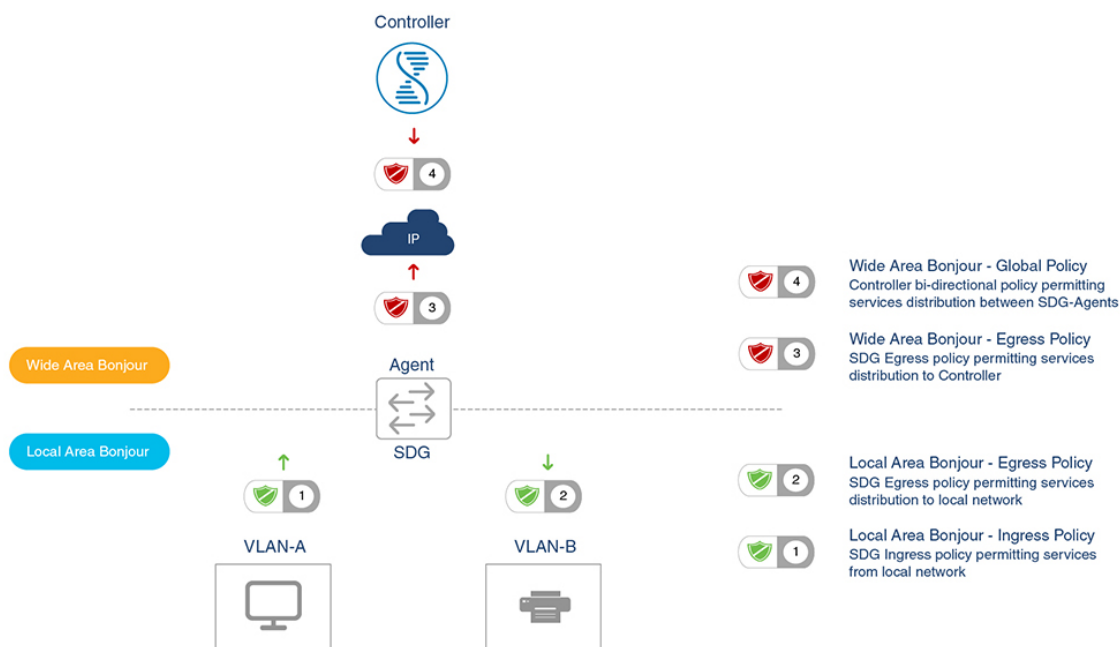 Controller
4
IP
3
Wide Area Bonjour
Agent
Local Area Bonjour
SDG
1
2
VLAN-A
VLAN-B
4
Wide Area Bonjour - Global Policy
Controller bi-directional policy permitting
services distribution between SDG-Agents
3
Wide Area Bonjour - Egress Policy
SDG Egress policy permitting services
distribution to Controller
2
Local Area Bonjour - Egress Policy
SDG Egress policy permitting services
distribution to local network
1
Local Area Bonjour - Ingress Policy
SDG Ingress policy permitting services
from local network